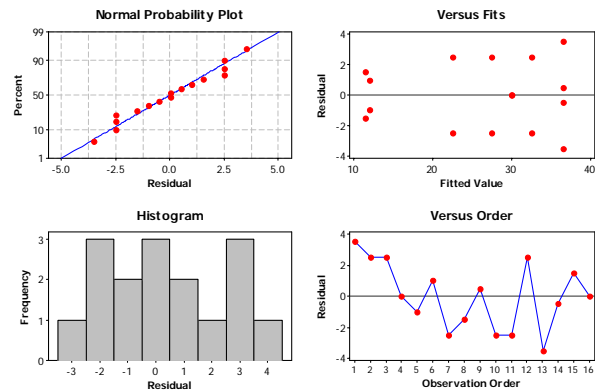 Normal Probability Plot
99
90
50
10
1
Percent
-5.0 -2.5 0.0 2.5 5.0
Residual
Versus Fits
4
2
0
-2
-4
Residual
10 20 30 40
Fitted Value
Histogram
3
2
1
0
Frequency
-3 -2 -1 0 1 2 3 4
Residual
Versus Order
4
2
0
-2
-4
Residual
1 2 3 4 5 6 7 8 9 10 11 12 13 14 15 16
Observation Order